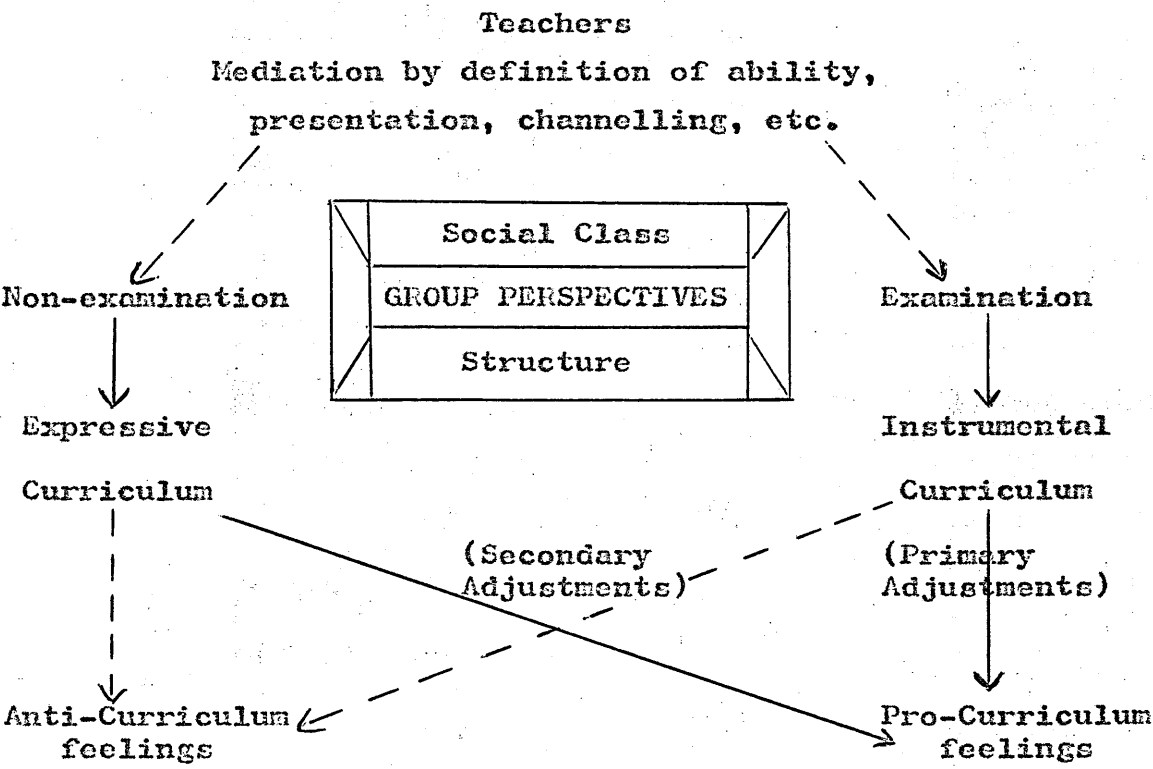 Teachers
Mediation by definition of ability,
presentation, channelling, etc.
Social Class
Non-examination
GROUP PERSPECTIVES
Examination
Structure
Expressive
Instrumental
Curriculum
Curriculum
(Secondary
Adjustments)
(Primary
Adjustments)
Anti-Curriculum
feelings
Pro-Curriculum
feelings